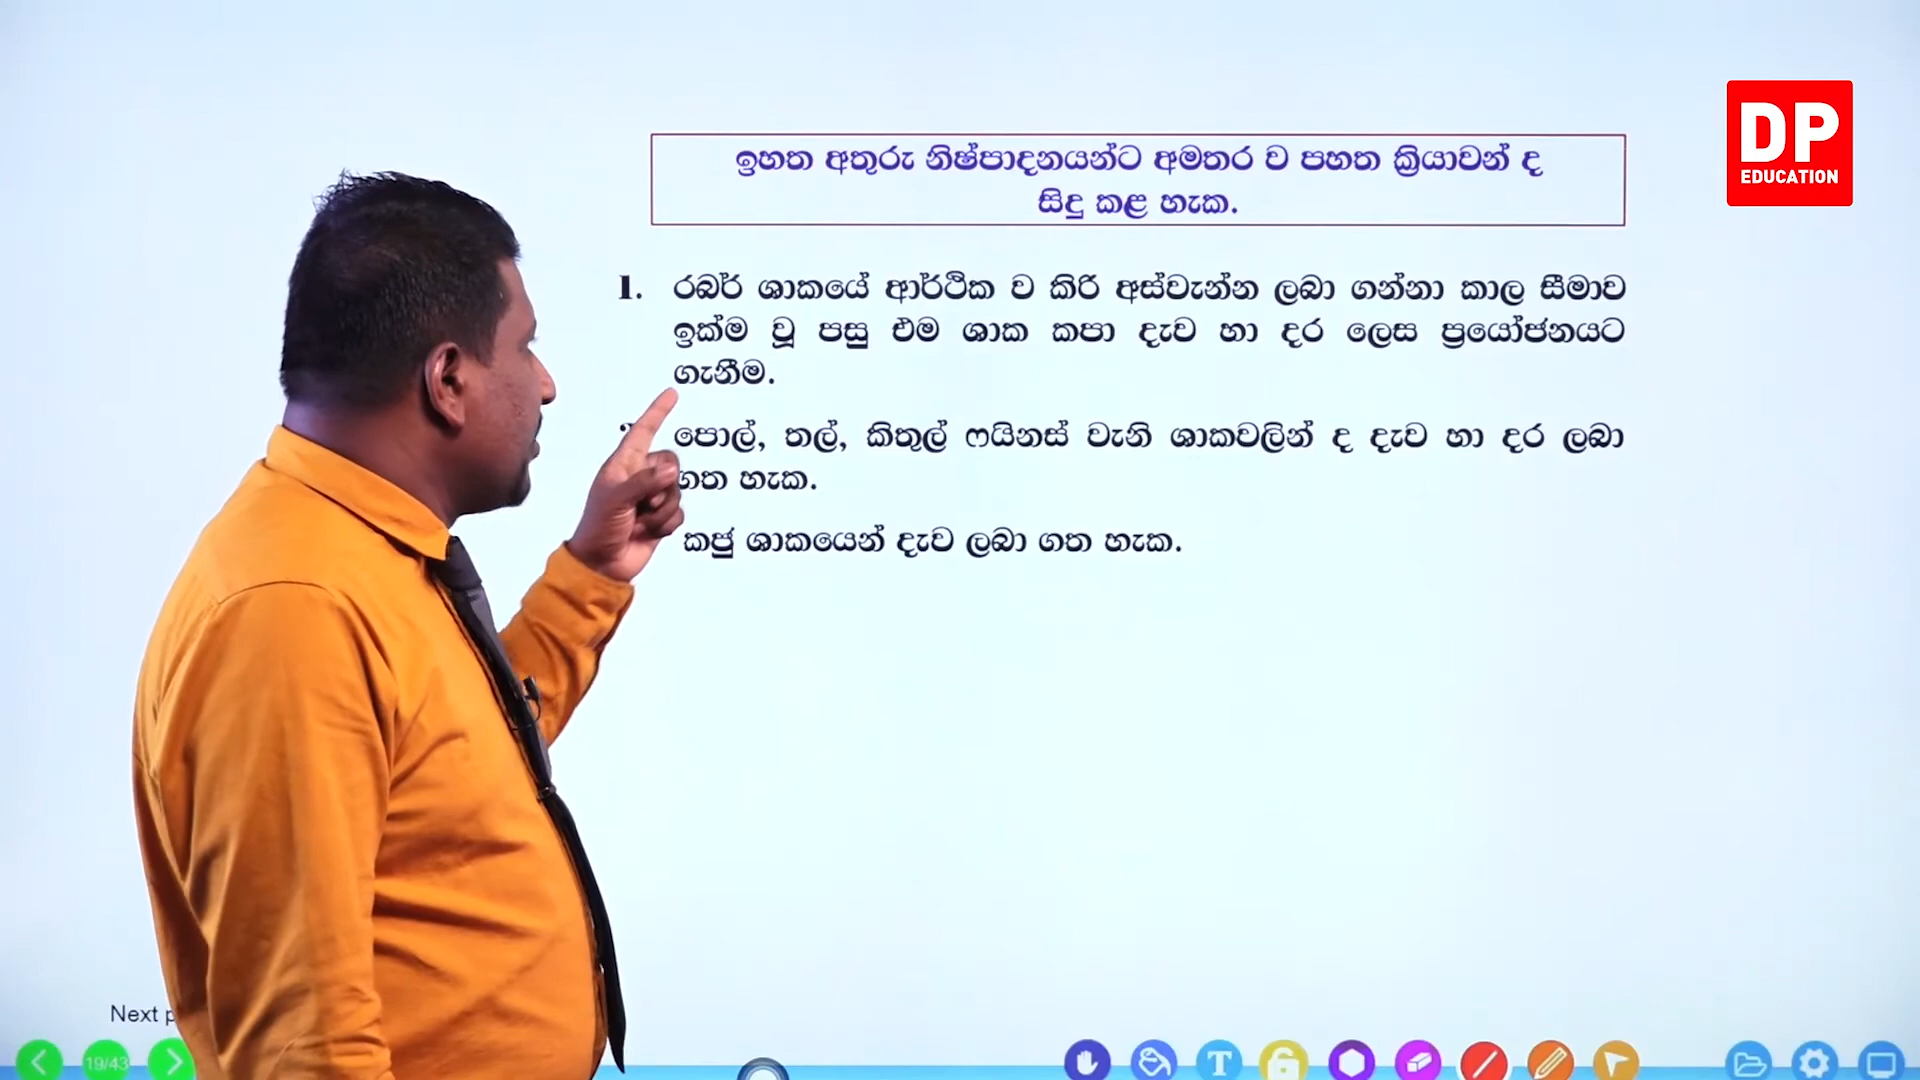 DP
EDUCATION
ඉහත අතුරු නිෂ්පාදනයන්ට අමතර ව පහත ක්‍රියාවන් ද
සිදු කළ හැක.
1. රබර් ශාකයේ ආර්ථික ව කිරි අස්වැන්න ලබා ගන්නා කාල සීමාව
ඉක්ම වූ පසු එම ශාක කපා දැව හා දර ලෙස ප්‍රයෝජනයට
ගැනීම.
පොල්, තල්, කිතුල් ෆයිනස් වැනි ශාකවලින් ද දැව හා දර ලබා
ගත හැක.
කජු ශාකයෙන් දැව ලබා ගත හැක.
Next
19/43
T